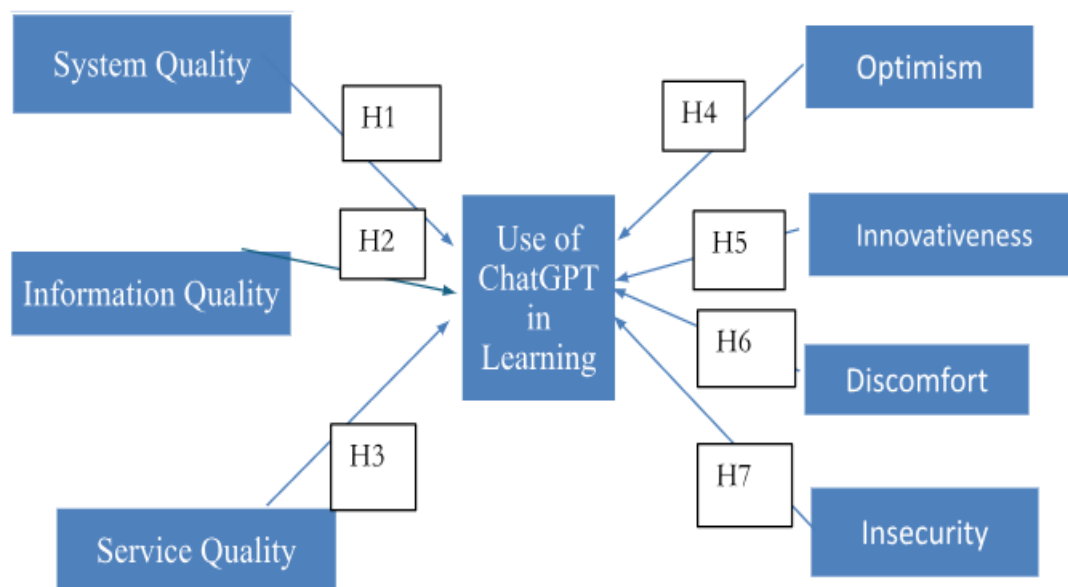 System Quality
H1
H2
Information Quality
H3
Service Quality
Use of
ChatGPT
in
Learning
Optimism
H4
Innovativeness
H5
H6
Discomfort
H7
Insecurity